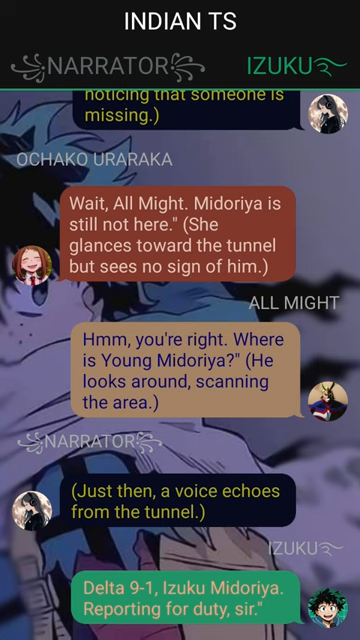 INDIAN TS
NARRATOR IZUKU
noticing that someone is
missing.)
OCHAKO URARAKA
Wait, All Might. Midoriya is
still not here." (She
glances toward the tunnel
but sees no sign of him.)
ALL MIGHT
Hmm, you're right. Where
is Young Midoriya?" (He
looks around, scanning
the area.)
NARRATOR
(Just then, a voice echoes
from the tunnel.)
IZUKU
Delta 9-1, Izuku Midoriya.
Reporting for duty, sir."